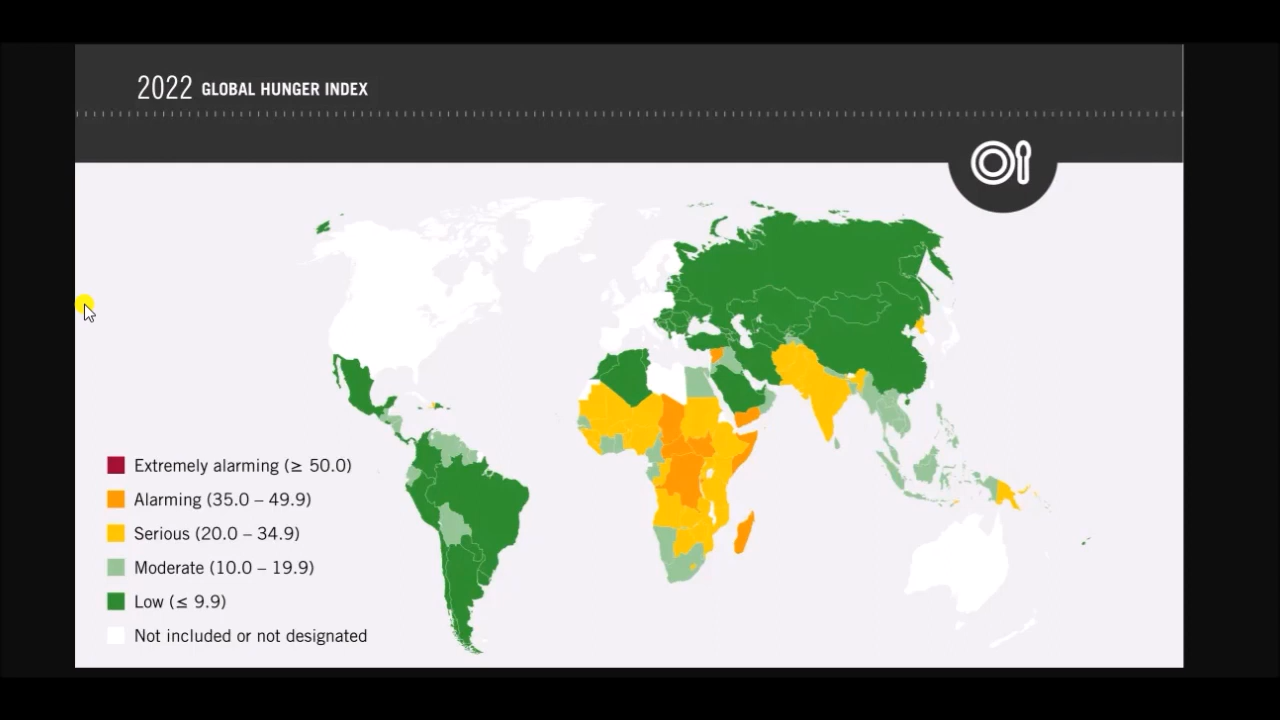 2022 GLOBAL HUNGER INDEX
Extremely alarming (≥ 50.0)
Alarming (35.0 – 49.9)
Serious (20.0 – 34.9)
Moderate (10.0 – 19.9)
Low (≤ 9.9)
Not included or not designated